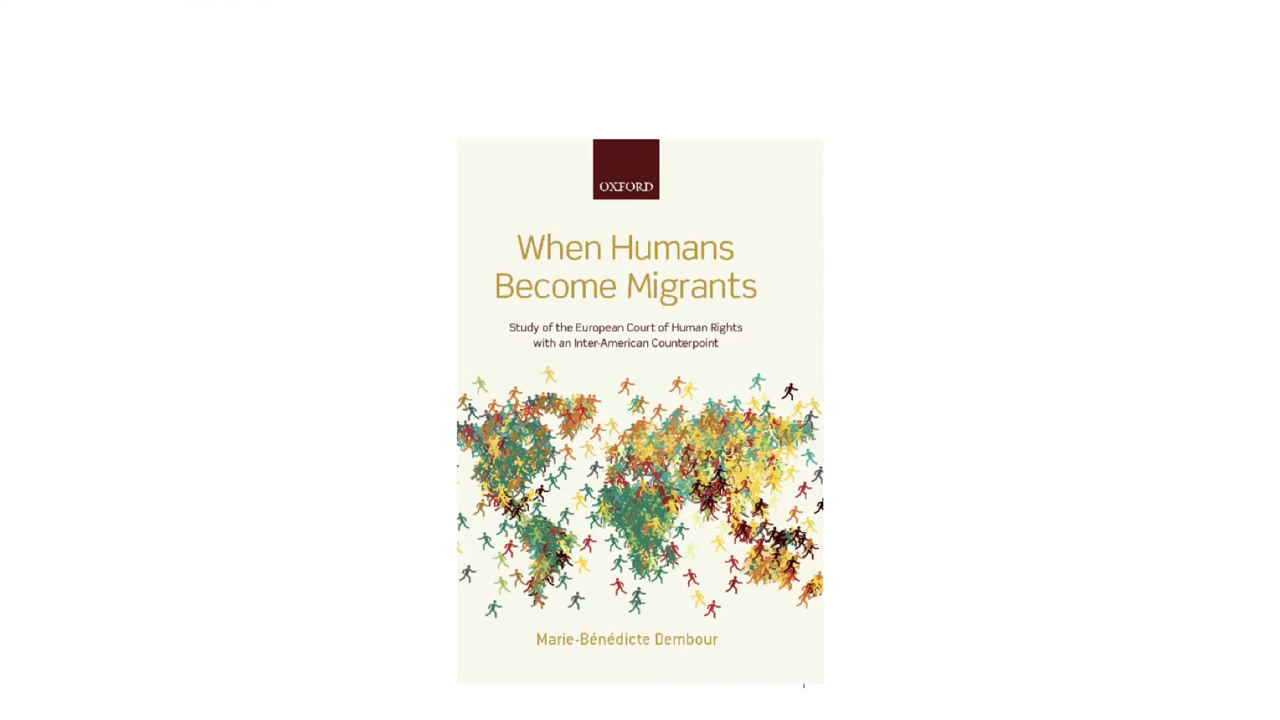 OXFORD
When Humans
Become Migrants
Study of the European Court of Human Rights
with an Inter-American Counterpoint
Marie-Bénédicte Dembour